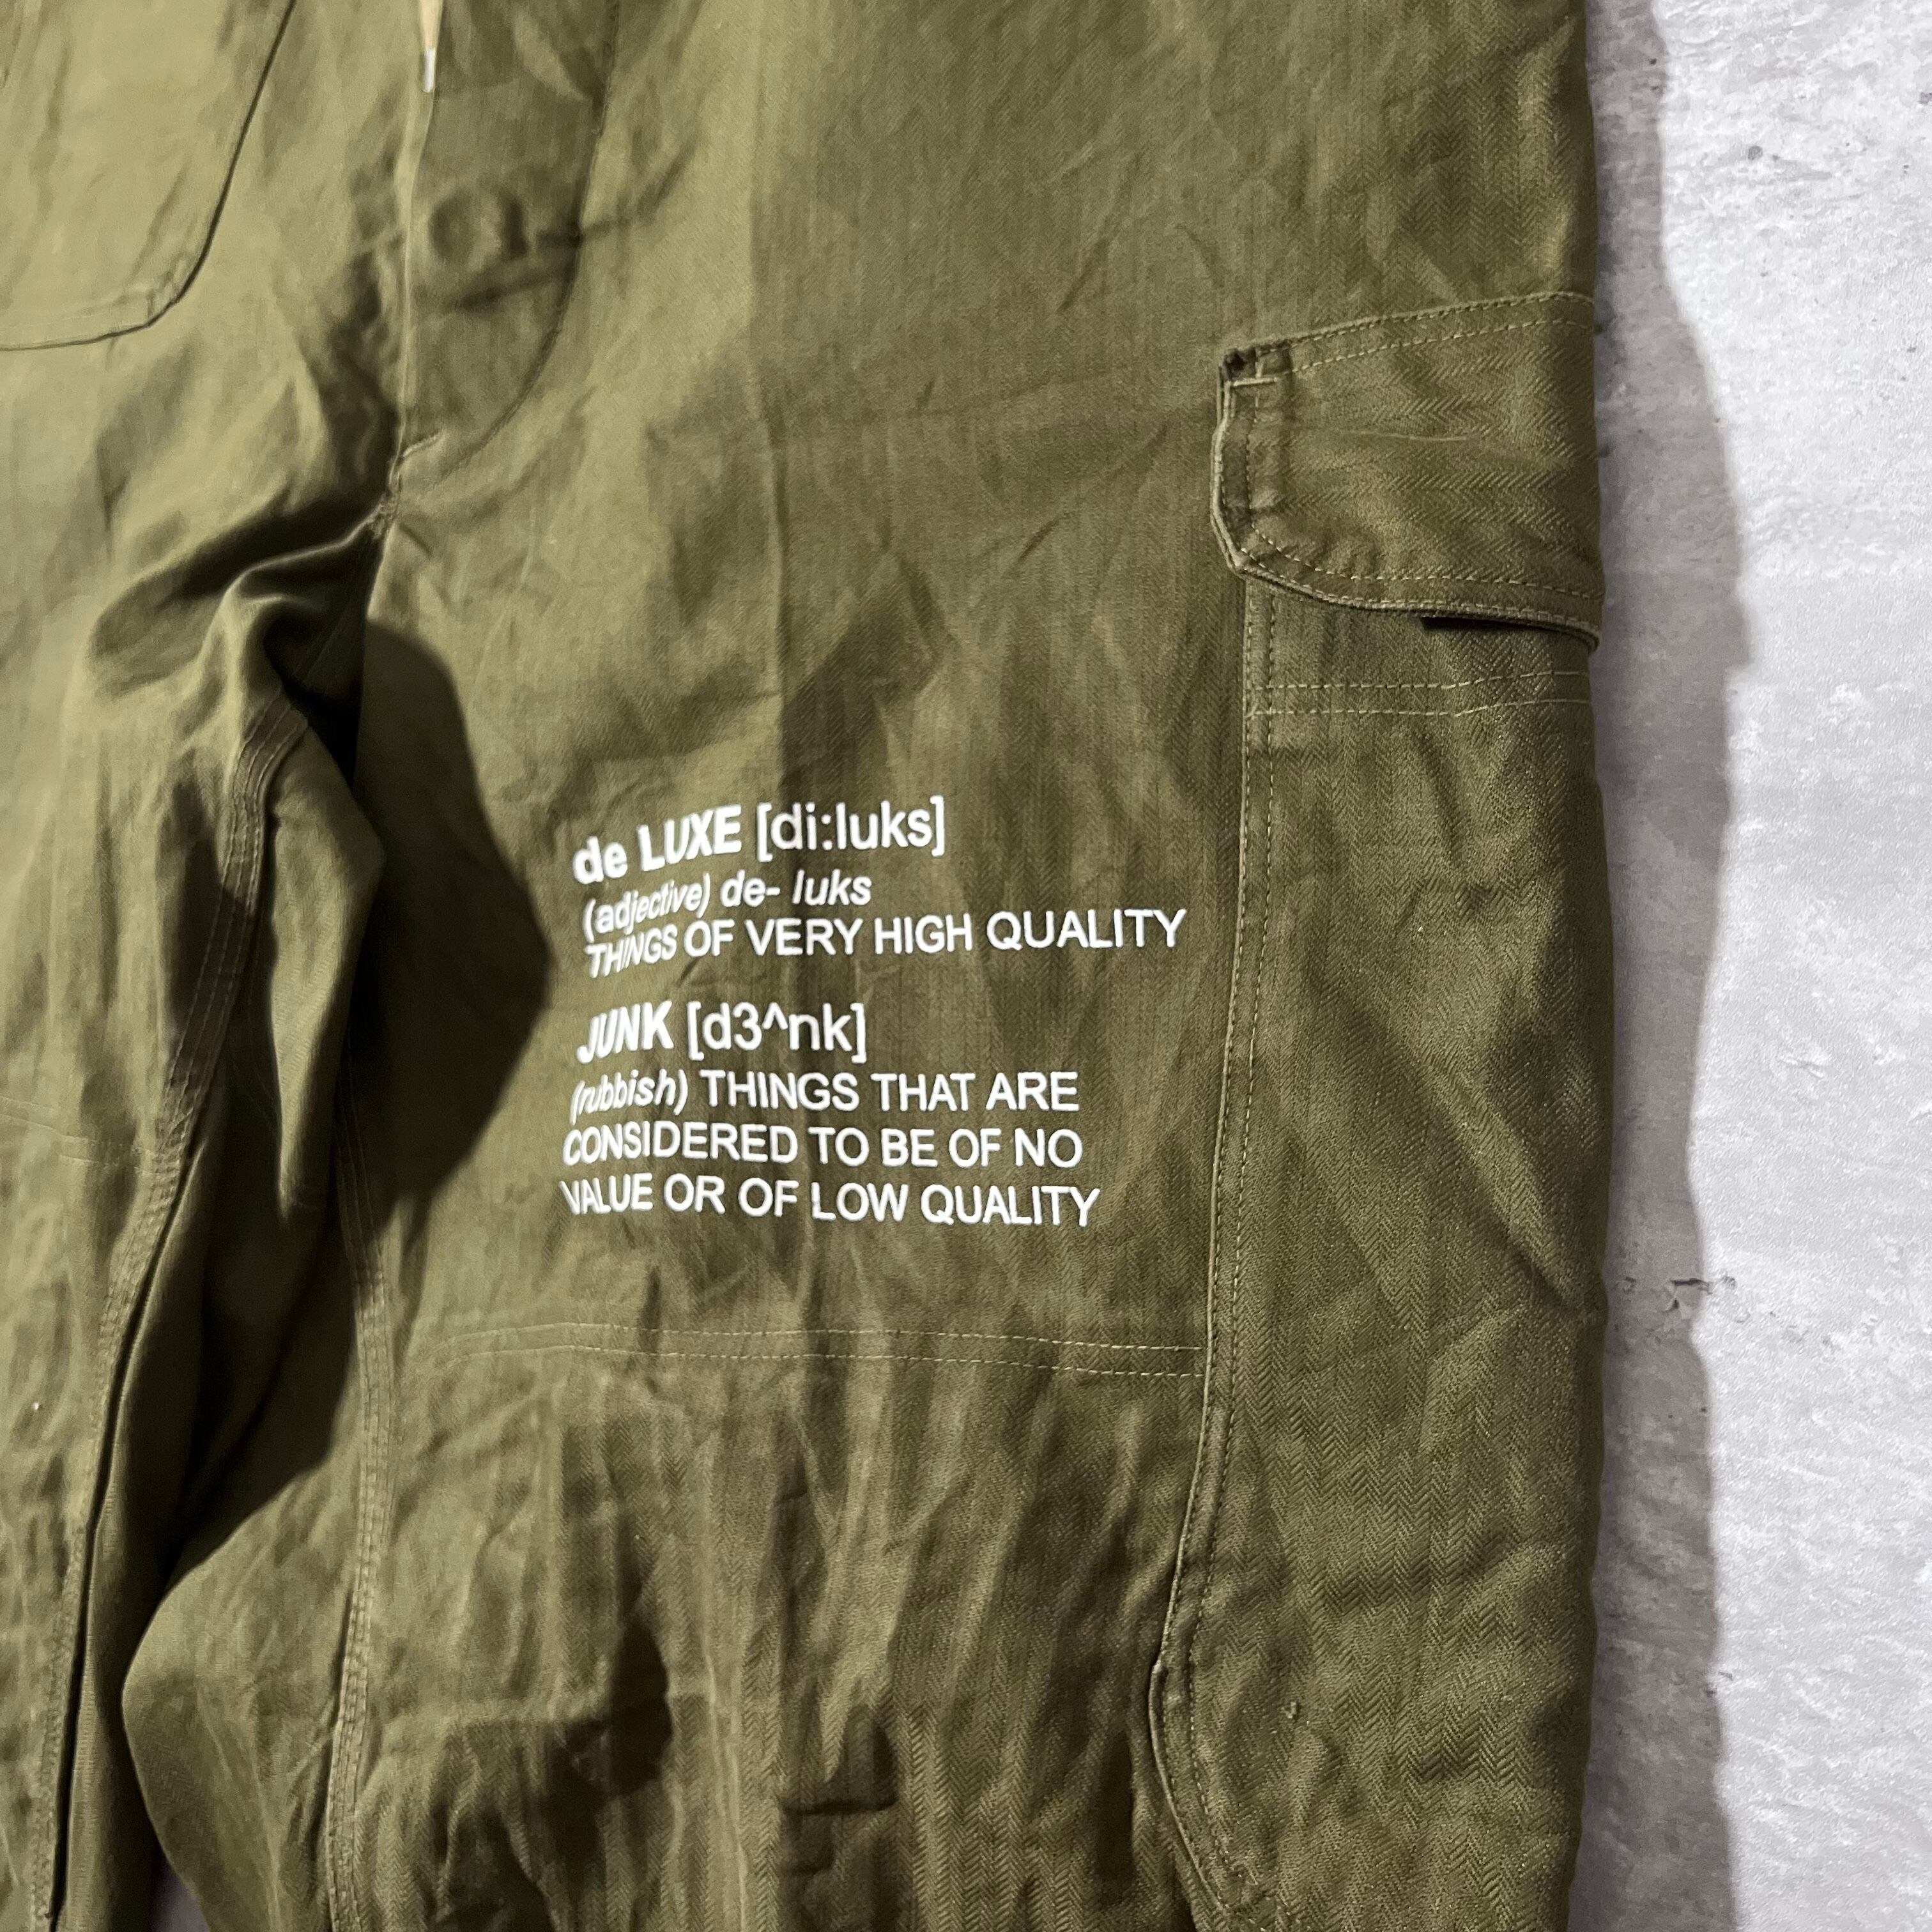 de LUXE [di:luks]
(adjective) de- luks
THINGS OF VERY HIGH QUALITY
JUNK [d3^nk]
(rubbish) THINGS THAT ARE
CONSIDERED TO BE OF NO
VALUE OR OF LOW QUALITY